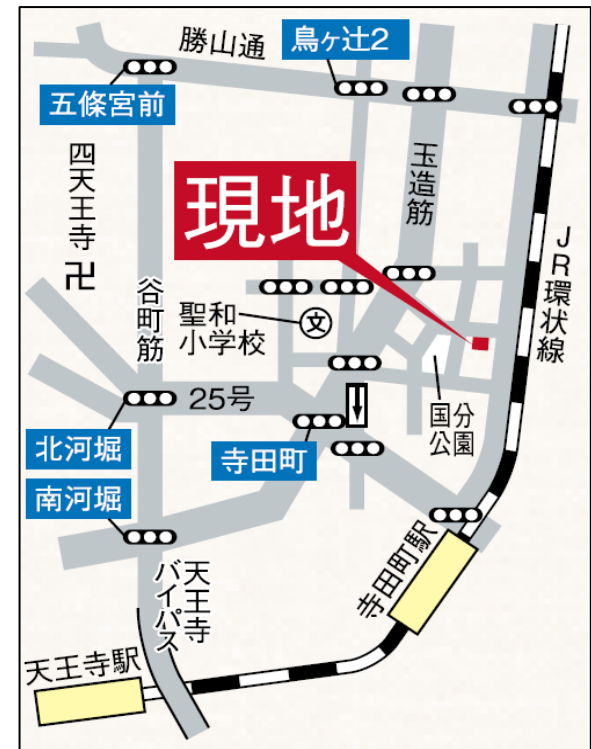 勝山通
鳥ヶ辻2
五條宮前
四天王寺
卍
玉造筋
現地
JR環状線
谷町筋
聖和
小学校
文
25号
国分
公園
北河堀
寺田町
南河堀
天王寺
バイパス
寺田町駅
天王寺駅